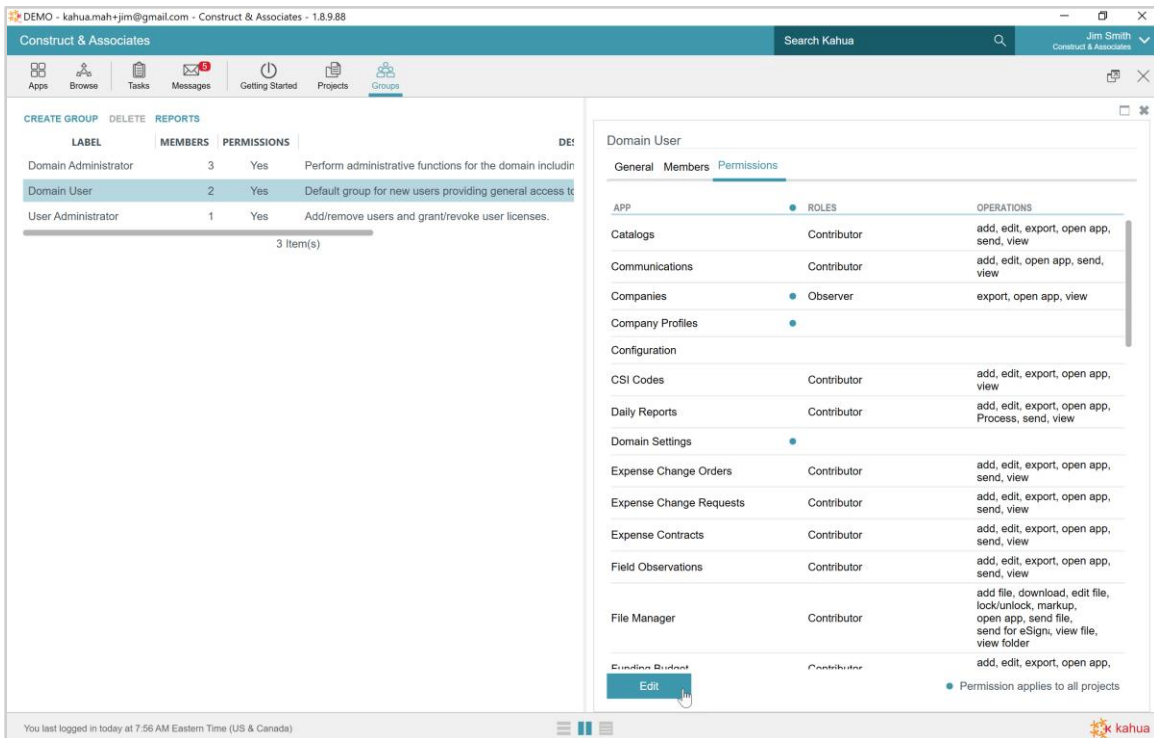 DEMO - kahua.mah+jim@gmail.com - Construct & Associates - 1.8.9.88
Construct & Associates
Search Kahua
Jim Smith
Construct & Associates
Apps
Browse
Tasks
5
Messages
Getting Started
Projects
Groups
CREATE GROUP DELETE REPORTS
LABEL MEMBERS PERMISSIONS DES
Domain Administrator 3 Yes Perform administrative functions for the domain includin
Domain User 2 Yes Default group for new users providing general access to
User Administrator 1 Yes Add/remove users and grant/revoke user licenses.
3 Item(s)
Domain User
General Members Permissions
APP ROLES OPERATIONS
Catalogs Contributor add, edit, export, open app,
send, view
Communications Contributor add, edit, open app, send,
view
Companies Observer export, open app, view
Company Profiles
Configuration
CSI Codes Contributor add, edit, export, open app,
view
Daily Reports Contributor add, edit, export, open app,
Process, send, view
Domain Settings
Expense Change Orders Contributor add, edit, export, open app,
send, view
Expense Change Requests Contributor add, edit, export, open app,
send, view
Expense Contracts Contributor add, edit, export, open app,
send, view
Field Observations Contributor add, edit, export, open app,
send, view
File Manager Contributor add file, download, edit file,
lock/unlock, markup,
open app, send file,
send for eSign, view file,
view folder
Funding Budget Contributor add, edit, export, open app,
Edit
Permission applies to all projects
You last logged in today at 7:56 AM Eastern Time (US & Canada)
kahua